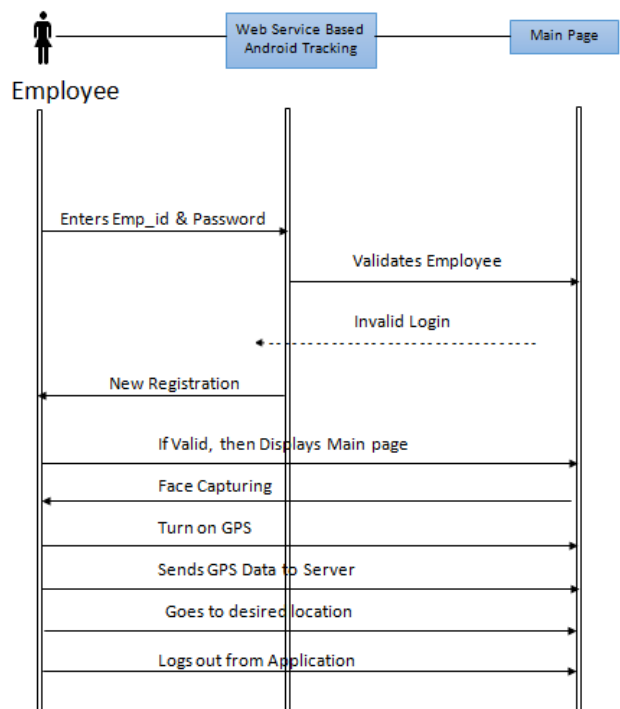 Web Service Based
Android Tracking
Main Page
Employee
Enters Emp_id & Password
Validates Employee
Invalid Login
New Registration
If Valid, then Displays Main page
Face Capturing
Turn on GPS
Sends GPS Data to Server
Goes to desired location
Logs out from Application